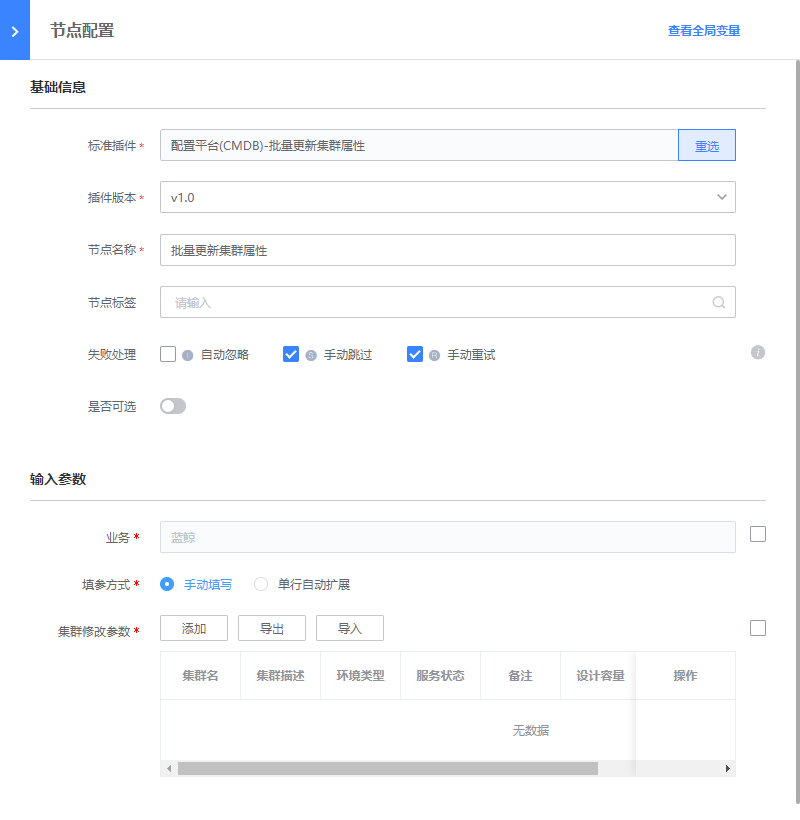 节点配置 查看全局变量
基础信息
标准插件 * 配置平台(CMDB)-批量更新集群属性 重选
插件版本 * v1.0
节点名称 * 批量更新集群属性
节点标签 请输入
失败处理 自动忽略 手动跳过 手动重试
是否可选
输入参数
业务 * 蓝鲸
填参方式 * 手动填写 单行自动扩展
集群修改参数 * 添加 导出 导入
集群名 集群描述 环境类型 服务状态 备注 设计容量 操作
无数据